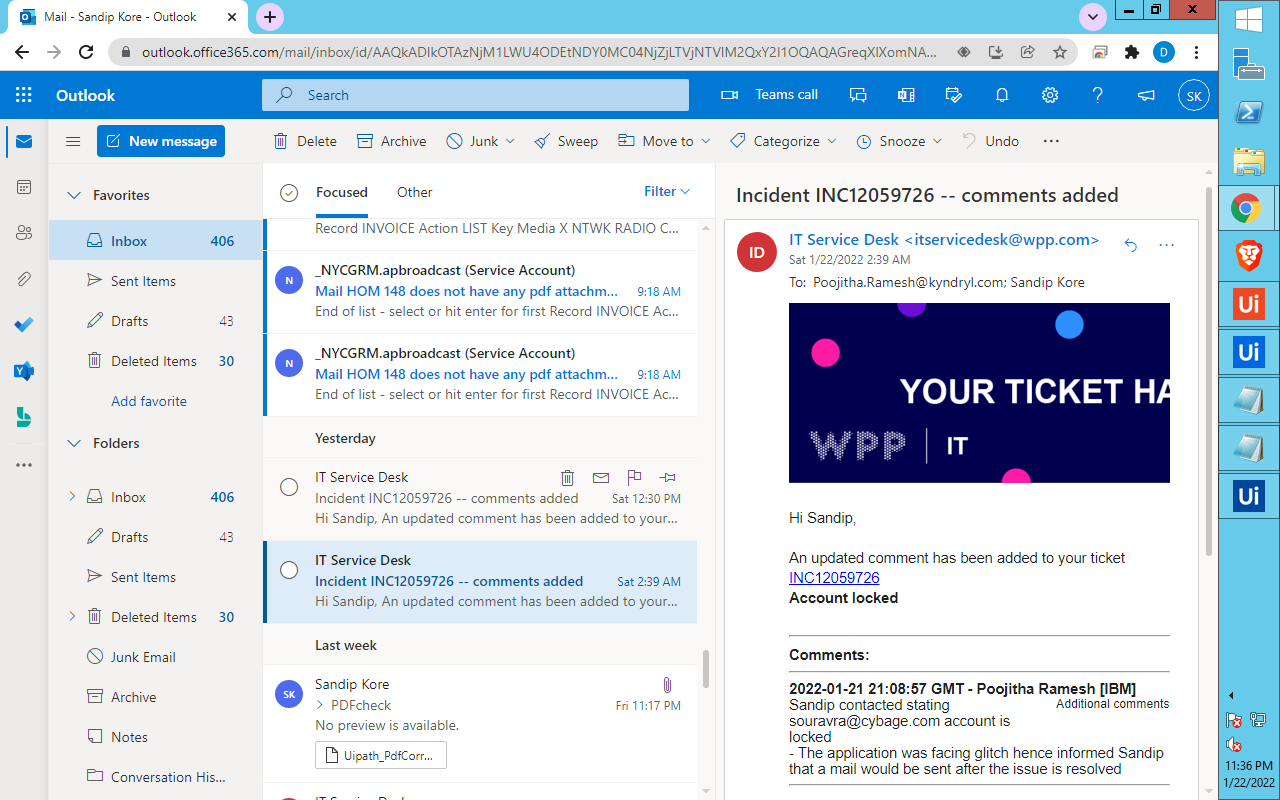 Mail - Sandip Kore - Outlook
outlook.office365.com/mail/inbox/id/AAQkADIkOTAzNjM1LWU4ODEtNDY0MC04NjZjLTVjNTVlM2QxY2I1OQAQAGreqXlXomNA...
D
Outlook
Search
Teams call
SK
New message
Delete
Archive
Junk
Sweep
Move to
Categorize
Snooze
Undo
Favorites
Inbox 406
Sent Items
Drafts 43
Deleted Items 30
Add favorite
Folders
Inbox 406
Drafts 43
Sent Items
Deleted Items 30
Junk Email
Archive
Notes
Conversation His...
Focused
Other
Filter
Record INVOICE Action LIST Key Media X NTWK RADIO C...
N
_NYCGRM.apbroadcast (Service Account)
Mail HOM 148 does not have any pdf attachm... 9:18 AM
End of list - select or hit enter for first Record INVOICE Ac...
N
_NYCGRM.apbroadcast (Service Account)
Mail HOM 148 does not have any pdf attachm... 9:18 AM
End of list - select or hit enter for first Record INVOICE Ac...
Yesterday
IT Service Desk
Incident INC12059726 -- comments added Sat 12:30 PM
Hi Sandip, An updated comment has been added to your...
IT Service Desk
Incident INC12059726 -- comments added Sat 2:39 AM
Hi Sandip, An updated comment has been added to your...
Last week
SK
Sandip Kore
PDFcheck Fri 11:17 PM
No preview is available.
Uipath_PdfCorr...
IT Service Desk
Incident INC12059726 -- comments added
ID
IT Service Desk <itservicedesk@wpp.com>
Sat 1/22/2022 2:39 AM
To: Poojitha.Ramesh@kyndryl.com; Sandip Kore
YOUR TICKET HA
WPP IT
Hi Sandip,
An updated comment has been added to your ticket
INC12059726
Account locked
Comments:
2022-01-21 21:08:57 GMT - Poojitha Ramesh [IBM]
Sandip contacted stating Additional comments
souravra@cybage.com account is
locked
- The application was facing glitch hence informed Sandip
that a mail would be sent after the issue is resolved
Ui
Ui
Ui
11:36 PM
1/22/2022